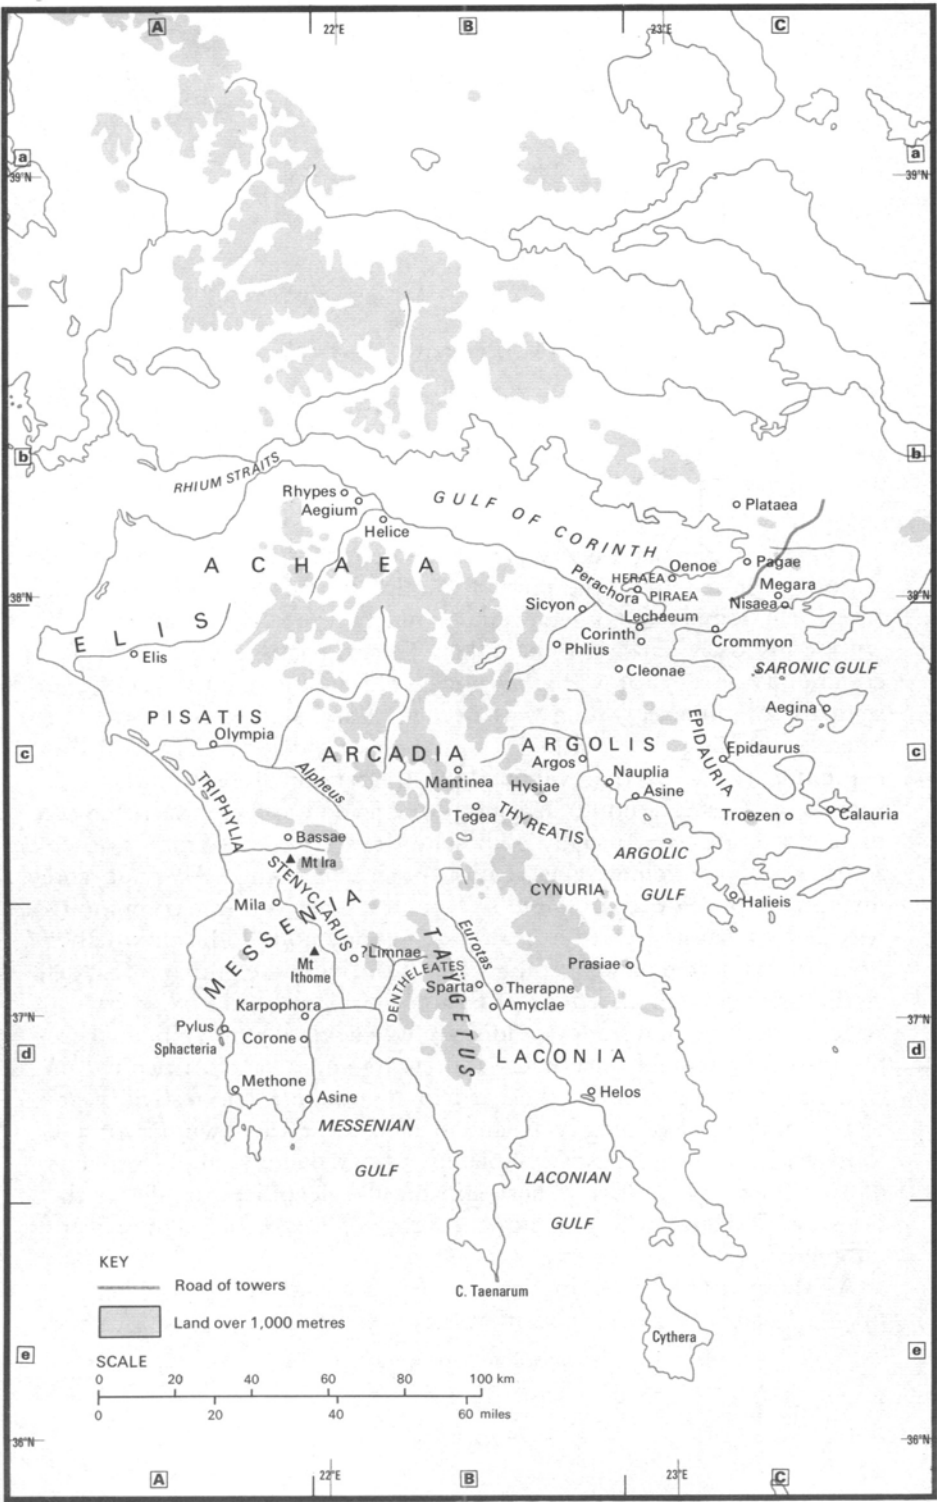 A
22°E
B
23°E
C
a
a
39°N
39°N
b
b
RHIUM STRAITS
Rhypes
Aegium
Helice
GULF OF CORINTH
Plataea
ACHAEA
Oenoe
Pagae
HERAEA
PIRAEA
Perachora
Megara
38°N
38°N
Nisaea
Sicyon
Lechaeum
ELIS
Corinth
Crommyon
Elis
Phlius
Cleonae
SARONIC GULF
PISATIS
Aegina
Olympia
EPIDAURIA
c
c
ARCADIA
ARGOLIS
Epidaurus
Argos
Alpheus
Mantinea
Nauplia
Hysiae
Asine
TRIPHYLIA
Tegea
THYREATIS
Troezen
Calauria
Bassae
Mt Ira
ARGOLIC
GULF
STENYCLARUS
CYNURIA
Mila
Halieis
MESSENIA
?Limnae
TAŸGETUS
Eurotas
Mt
Ithome
DENTHELEATES
Prasiae
Sparta
Therapne
Karpophora
Amyclae
37°N
37°N
Pylus
Sphacteria
Corone
d
d
LACONIA
Methone
Asine
Helos
MESSENIAN
GULF
LACONIAN
GULF
KEY
Road of towers
C. Taenarum
Land over 1,000 metres
Cythera
e
e
SCALE
0 20 60 80 100 km
0 20 40 60 miles
36°N
36°N
A
22°E
B
23°E
C